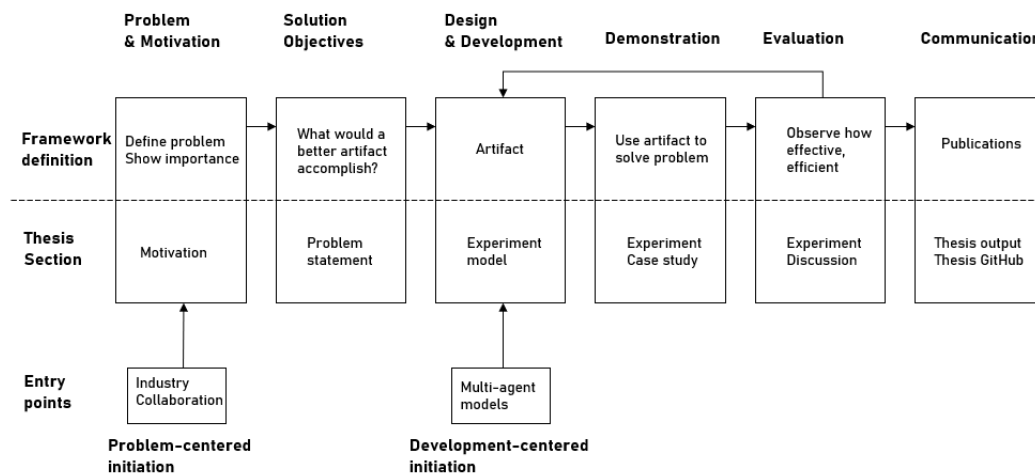 Problem
& Motivation
Solution
Objectives
Design
& Development
Demonstration
Evaluation
Communication
Framework
definition
Define problem
Show importance
What would a
better artifact
accomplish?
Artifact
Use artifact to
solve problem
Observe how
effective,
efficient
Publications
Thesis
Section
Motivation
Problem
statement
Experiment
model
Experiment
Case study
Experiment
Discussion
Thesis output
Thesis GitHub
Entry
points
Industry
Collaboration
Multi-agent
models
Problem-centered
initiation
Development-centered
initiation